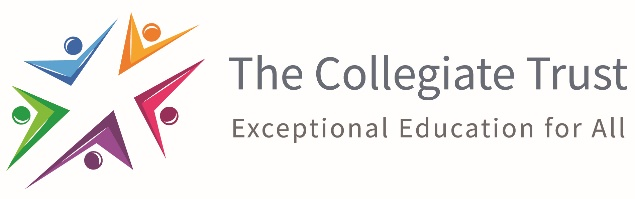 The Collegiate Trust
Exceptional Education for All